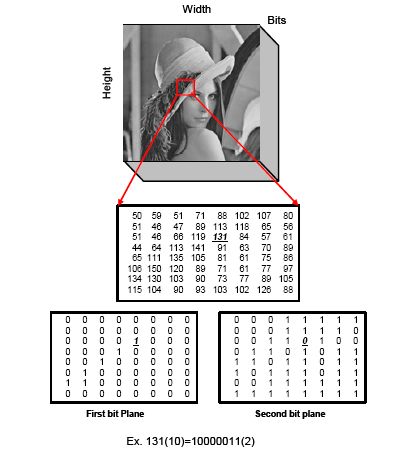 Width
Bits
Height
50 59 51 71 88 102 107 80
51 46 47 89 113 118 65 56
51 46 66 119 131 84 57 61
44 64 113 141 91 63 70 89
65 111 135 105 81 61 75 86
106 150 120 89 71 61 77 97
134 130 103 90 73 77 89 105
115 104 90 93 103 102 126 88
0 0 0 0 0 0 0 0
0 0 0 0 0 0 0 0
0 0 0 0 1 0 0 0
0 0 0 1 0 0 0 0
0 0 1 0 0 0 0 0
0 1 0 0 0 0 0 0
1 1 0 0 0 0 0 0
0 0 0 0 0 0 0 0
First bit Plane
0 0 0 1 1 1 1 1
0 0 0 1 1 1 1 0
0 0 1 1 0 1 0 0
0 1 1 0 1 0 1 1
1 1 0 1 1 0 1 1
1 0 1 1 1 0 1 1
0 0 1 1 1 1 1 1
1 1 1 1 1 1 1 1
Second bit plane
Ex. 131(10)=10000011(2)